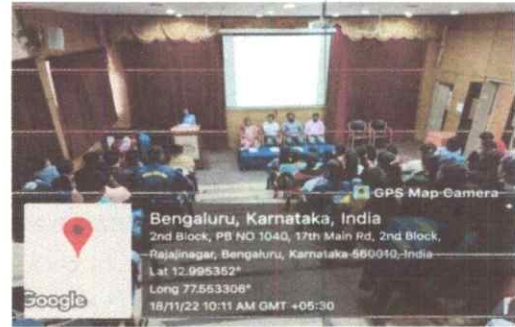 GPS Map Camera
Bengaluru, Karnataka, India
2nd Block, PB NO 1040, 17th Main Rd, 2nd Block,
Rajajinagar, Bengaluru, Karnataka 560010, India
Lat 12.995352°
Long 77.553306°
18/11/22 10:11 AM GMT +05:30
Google